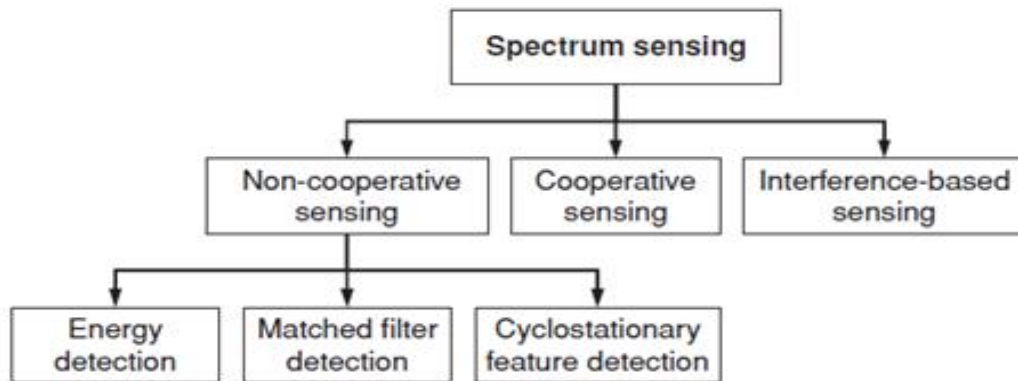 Spectrum sensing
Non-cooperative
sensing
Cooperative
sensing
Interference-based
sensing
Energy
detection
Matched filter
detection
Cyclostationary
feature detection